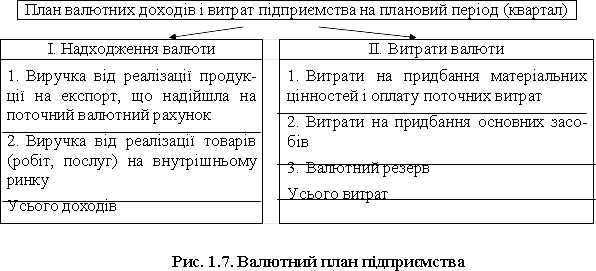 План валютних доходів і витрат підприємства на плановий період (квартал)
І. Надходження валюти
1. Виручка від реалізації продук-
ції на експорт, що надійшла на
поточний валютний рахунок
2. Виручка від реалізації товарів
(робіт, послуг) на внутрішньому
ринку
Усього доходів
ІІ. Витрати валюти
1. Витрати на придбання матеріальних
цінностей і оплату поточних витрат
2. Витрати на придбання основних засо-
бів
3. Валютний резерв
Усього витрат
Рис. 1.7. Валютний план підприємства